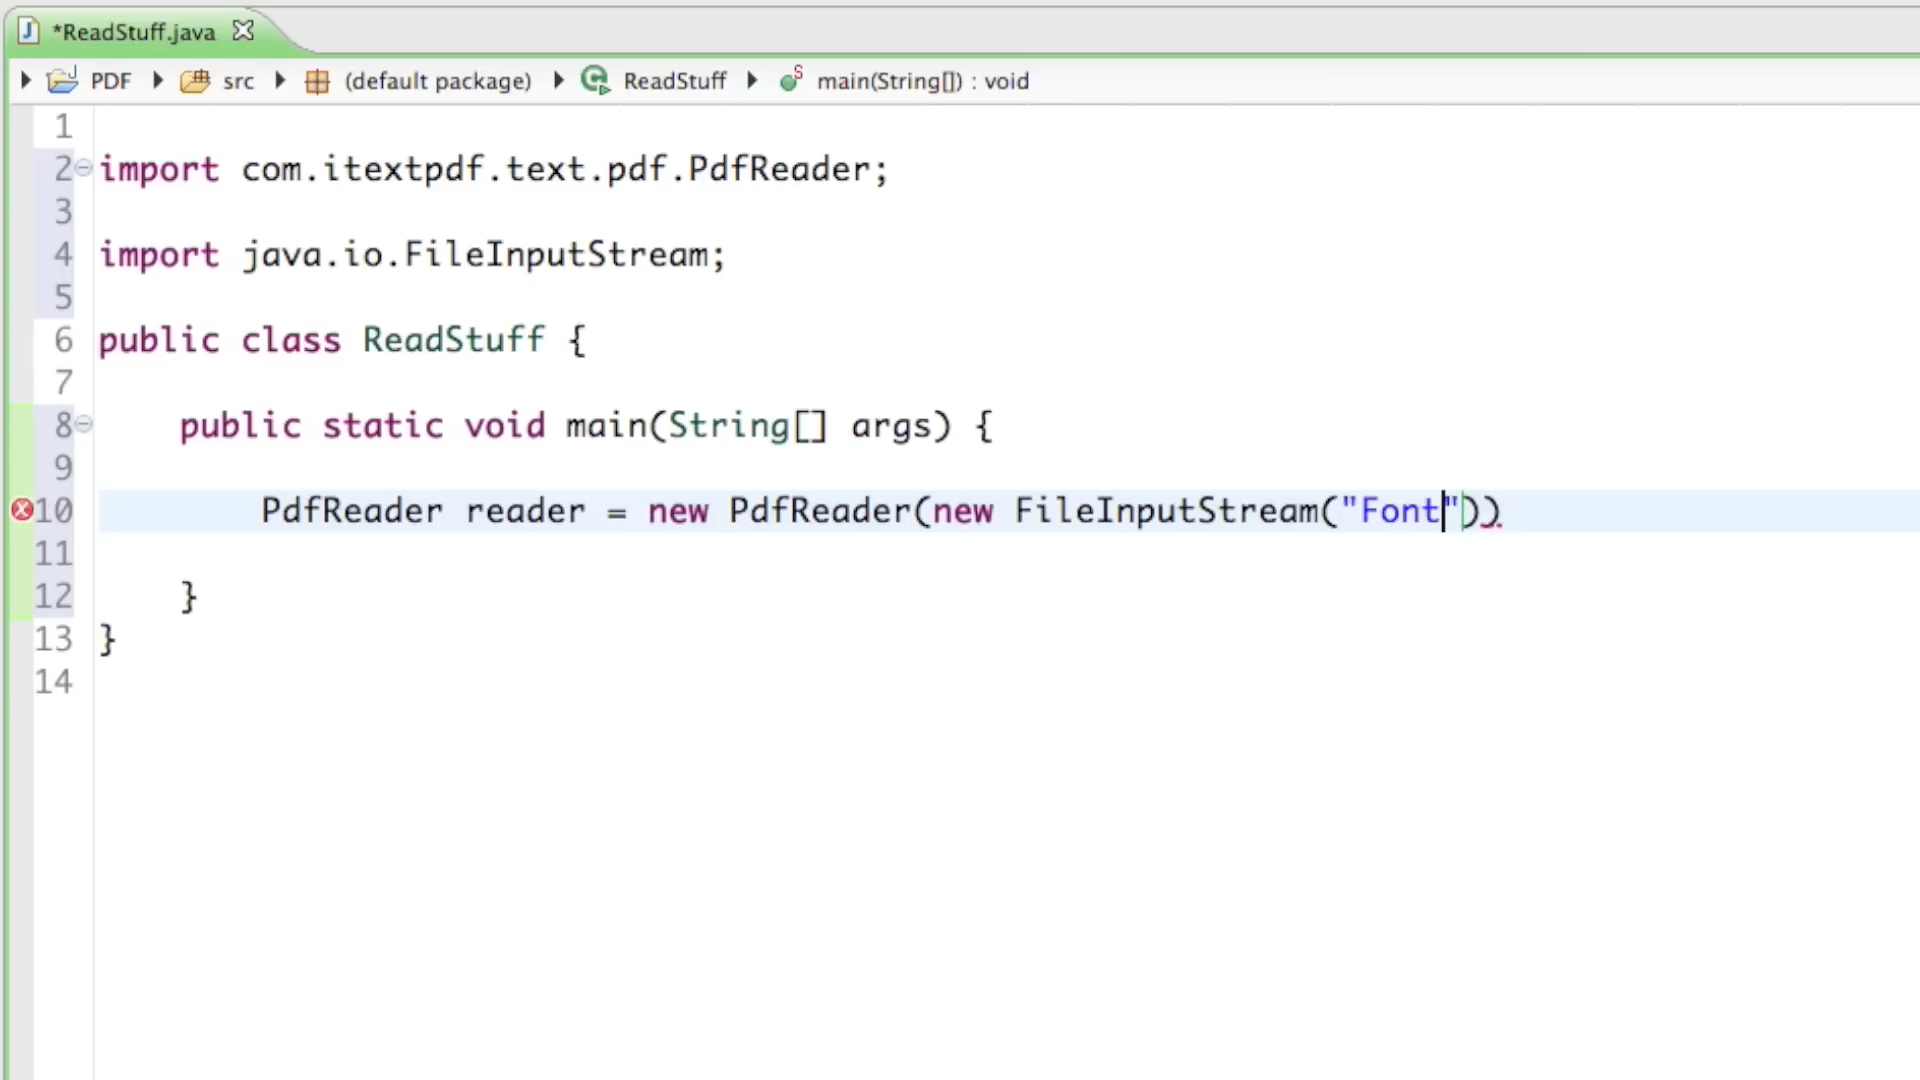 *ReadStuff.java
PDF src (default package) ReadStuff main(String[]) : void
1
2 import com.itextpdf.text.pdf.PdfReader;
3
4 import java.io.FileInputStream;
5
6 public class ReadStuff {
7
8 public static void main(String[] args) {
9
10 PdfReader reader = new PdfReader(new FileInputStream("Font"))
11
12 }
13 }
14